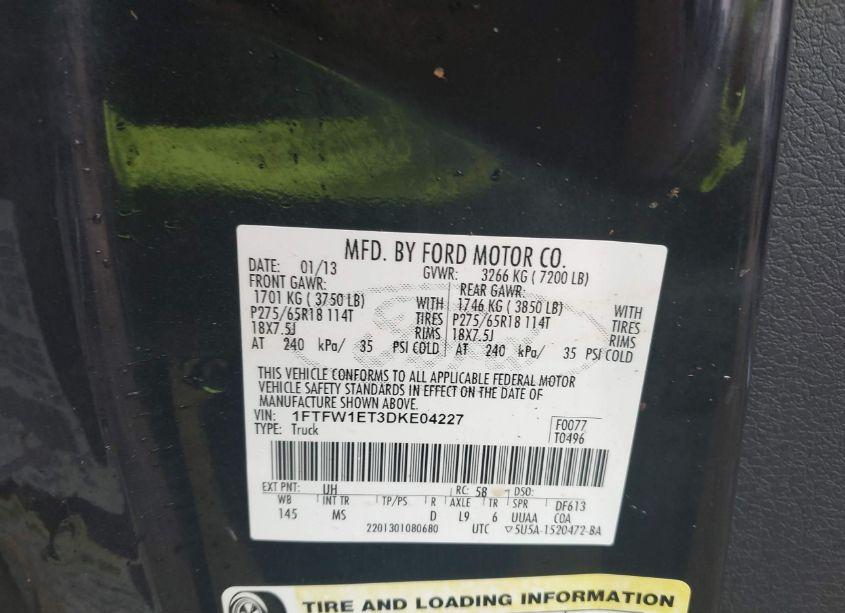 MFD. BY FORD MOTOR CO.
DATE: 01/13 GVWR: 3266 KG ( 7200 LB)
FRONT GAWR: REAR GAWR:
1701 KG ( 3750 LB) WITH 1746 KG ( 3850 LB) WITH
P275/65R18 114T TIRES P275/65R18 114T TIRES
18X7.5J RIMS 18X7.5J RIMS
AT 240 kPa/ 35 PSI COLD AT 240 kPa/ 35 PSI COLD
THIS VEHICLE CONFORMS TO ALL APPLICABLE FEDERAL MOTOR
VEHICLE SAFETY STANDARDS IN EFFECT ON THE DATE OF
MANUFACTURE SHOWN ABOVE.
VIN: 1FTFW1ET3DKE04227 F0077
TYPE: Truck T0496
EXT PNT: UH RC: 58 DSO:
WB INT TR TP/PS R AXLE TR SPR DF613
145 MS D L9 6 UUAA COA
2201301080680 UTC ▽5U5A-1520472-BA
TIRE AND LOADING INFORMATION